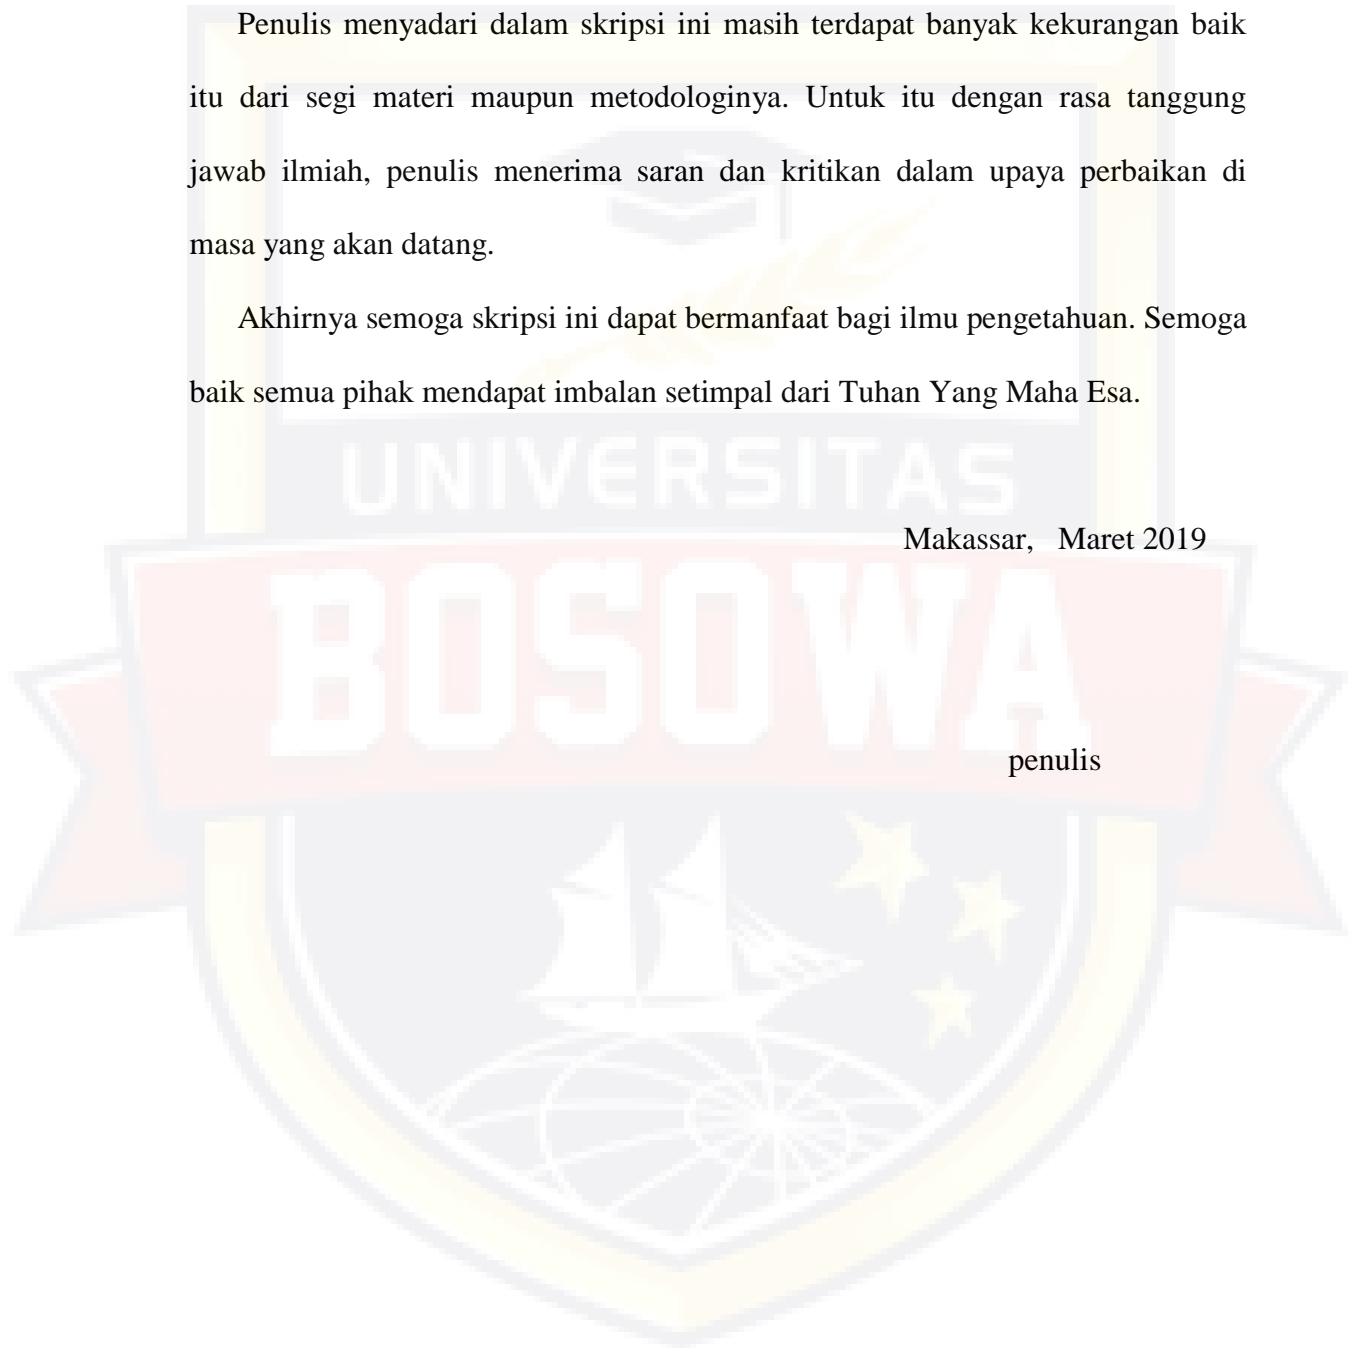 Penulis menyadari dalam skripsi ini masih terdapat banyak kekurangan baik
itu dari segi materi maupun metodologinya. Untuk itu dengan rasa tanggung
jawab ilmiah, penulis menerima saran dan kritikan dalam upaya perbaikan di
masa yang akan datang.
Akhirnya semoga skripsi ini dapat bermanfaat bagi ilmu pengetahuan. Semoga
baik semua pihak mendapat imbalan setimpal dari Tuhan Yang Maha Esa.
UNIVERSITAS
Makassar, Maret 2019
BOSOWA
penulis